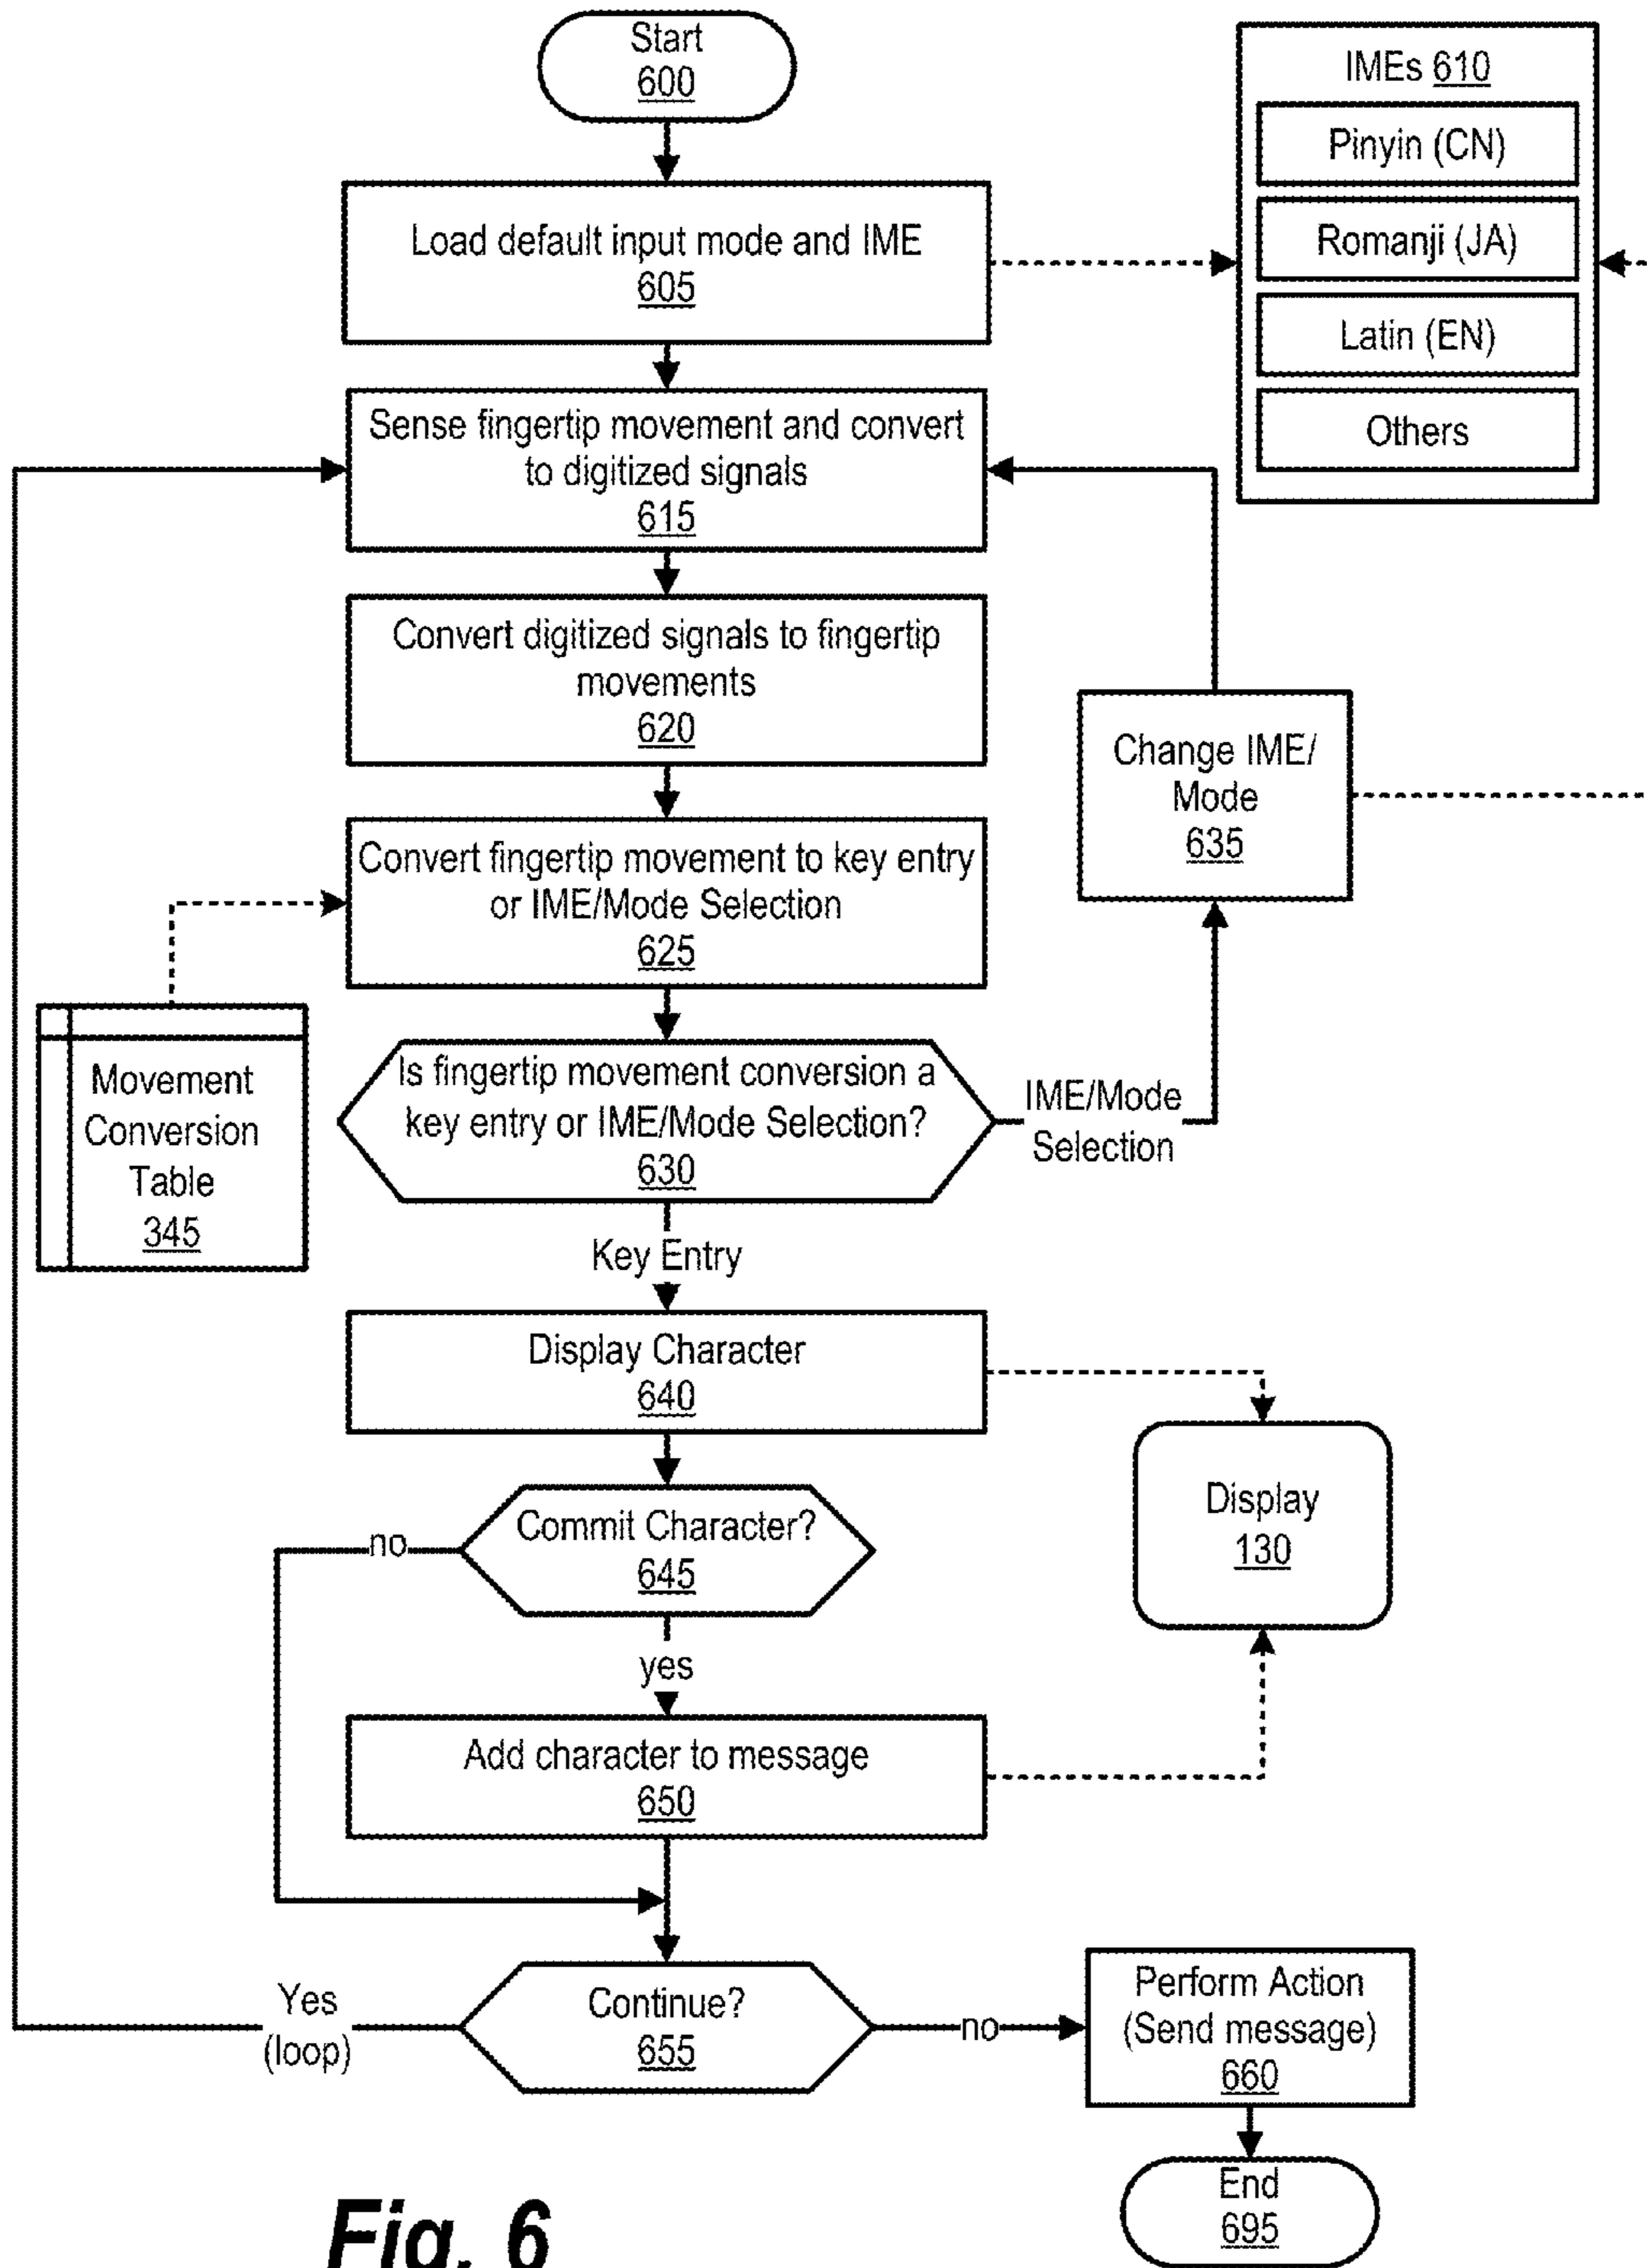 Start
600
IMEs 610
Pinyin (CN)
Romanji (JA)
Latin (EN)
Others
Load default input mode and IME
605
Sense fingertip movement and convert
to digitized signals
615
Convert digitized signals to fingertip
movements
620
Change IME/
Mode
635
Convert fingertip movement to key entry
or IME/Mode Selection
625
Movement
Conversion
Table
345
Is fingertip movement conversion a
key entry or IME/Mode Selection?
630
IME/Mode
Selection
Key Entry
Display Character
640
Display
130
Commit Character?
645
no
yes
Add character to message
650
Continue?
655
Yes
(loop)
no
Perform Action
(Send message)
660
End
695
Fig. 6